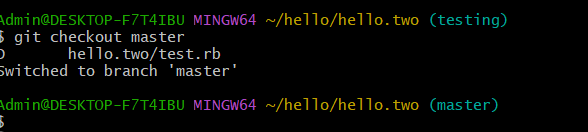 Admin@DESKTOP-F7T4IBU MINGW64 ~/hello/hello.two (testing)
$ git checkout master
D hello.two/test.rb
Switched to branch 'master'
Admin@DESKTOP-F7T4IBU MINGW64 ~/hello/hello.two (master)
$